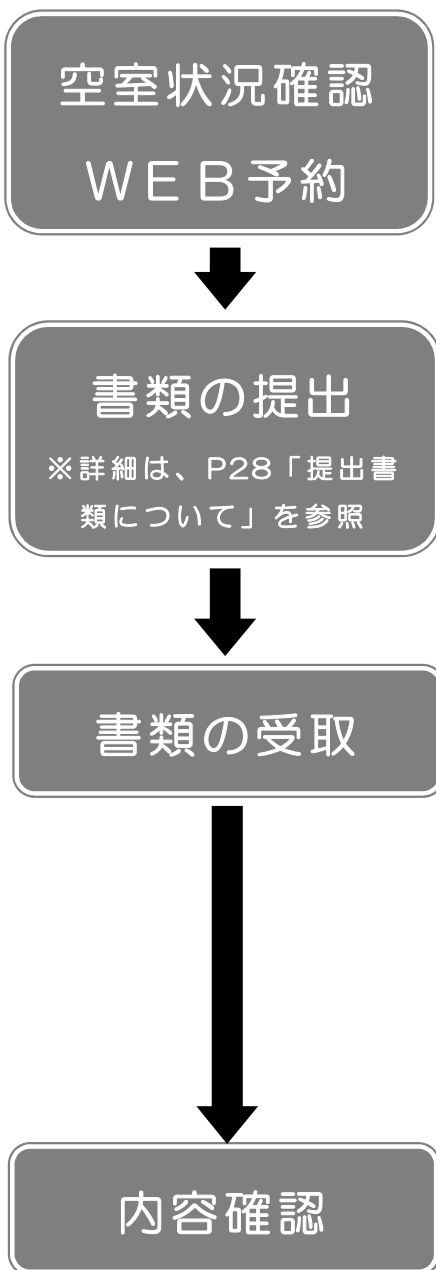 空室状況確認
ＷＥＢ予約
書類の提出
※詳細は、P28「提出書
類について」を参照
書類の受取
内容確認